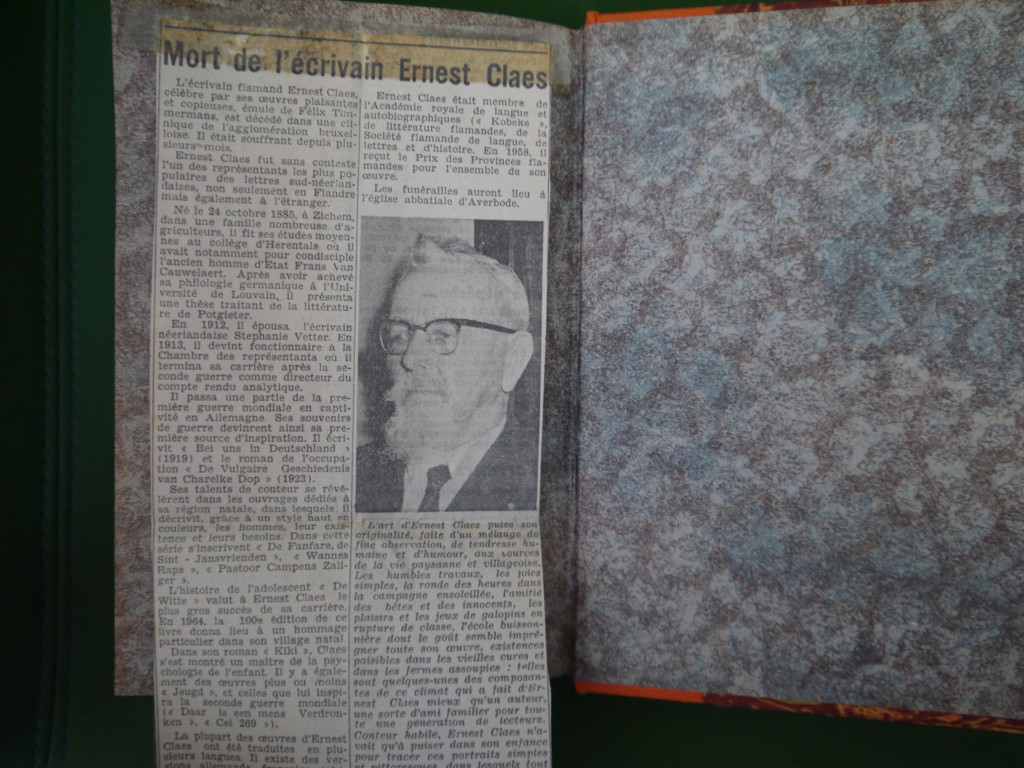 Mort de l'écrivain Ernest Claes
L'écrivain flamand Ernest Claes,
célèbre par ses œuvres plaisantes
et copieuses, émule de Félix Tim-
mermans, est décédé dans une cli-
nique de l'agglomération bruxel-
loise. Il était souffrant depuis plu-
sieurs mois.
Ernest Claes fut sans conteste
l'un des représentants les plus po-
pulaires des lettres sud-néerlan-
daises, non seulement en Flandre
mais également à l'étranger.
Né le 24 octobre 1885, à Zichem,
dans une famille nombreuse d'a-
griculteurs, il fit ses études moyen-
nes au collège d'Herentals où il
avait notamment pour condisciple
l'ancien homme d'Etat Frans Van
Cauwelaert. Après avoir achevé
sa philologie germanique à l'Uni-
versité de Louvain, il présenta
une thèse traitant de la littératu-
re de Potgieter.
En 1912, il épousa l'écrivain
néerlandaise Stephanie Vetter. En
1913, il devint fonctionnaire à la
Chambre des représentants où il
termina sa carrière après la se-
conde guerre comme directeur du
compte rendu analytique.
Il passa une partie de la pre-
mière guerre mondiale en capti-
vité en Allemagne. Ses souvenirs
de guerre devinrent ainsi sa pre-
mière source d'inspiration. Il écri-
vit « Bei uns in Deutschland »
(1919) et le roman de l'occupa-
tion « De Vulgaire Geschiedenis
van Charelke Dop » (1923).
Ses talents de conteur se révé-
lèrent dans les ouvrages dédiés à
sa région natale, dans lesquels il
décrivit, grâce à un style haut en
couleurs, les hommes, leur exis-
tence et leurs besoins. Dans cette
série s'inscrivent « De Fanfare, de
Sint - Jansvrienden », « Wannes
Raps », « Pastoor Campens Zali-
ger ».
L'histoire de l'adolescent « De
Witte » valut à Ernest Claes le
plus gros succès de sa carrière.
En 1964, la 100e édition de ce
livre donna lieu à un hommage
particulier dans son village natal.
Dans son roman « Kiki », Claes
s'est montré un maître de la psy-
chologie de l'enfant. Il y a égale-
ment des œuvres plus ou moins
« Jeugd », et celles que lui inspi-
ra la seconde guerre mondiale
(« Daar is een mens Verdron-
ken », « Cel 269 »).
La plupart des œuvres d'Ernest
Claes ont été traduites en plu-
sieurs langues. Il existe des ver-
sions allemande, française,
Ernest Claes était membre de
l'Académie royale de langue et
autobiographiques (« Kobeke »,
de littérature flamandes, de la
Société flamande de langue, de
lettres et d'histoire. En 1958, il
reçut le Prix des Provinces fla-
mandes pour l'ensemble de son
œuvre.
Les funérailles auront lieu à
l'église abbatiale d'Averbode.
L'art d'Ernest Claes puise son
originalité, faite d'un mélange de
fine observation, de tendresse hu-
maine et d'humour, aux sources
de la vie paysanne et villageoise.
Les humbles travaux, les joies
simples, la ronde des heures dans
la campagne ensoleillée, l'amitié
des bêtes et des innocents, les
plaisirs et les jeux de galopins en
rupture de classe, l'école buisson-
nière dont le goût semble impré-
gner toute son œuvre, existences
paisibles dans les vieilles cures et
dans les fermes assoupies : telles
sont quelques-unes des composan-
tes de ce climat qui a fait d'Er-
nest Claes mieux qu'un auteur,
une sorte d'ami familier pour tou-
te une génération de lecteurs.
Conteur habile, Ernest Claes n'a-
vait qu'à puiser dans son enfance
pour tracer ces portraits simples
et pittoresques, dans lesquels tout